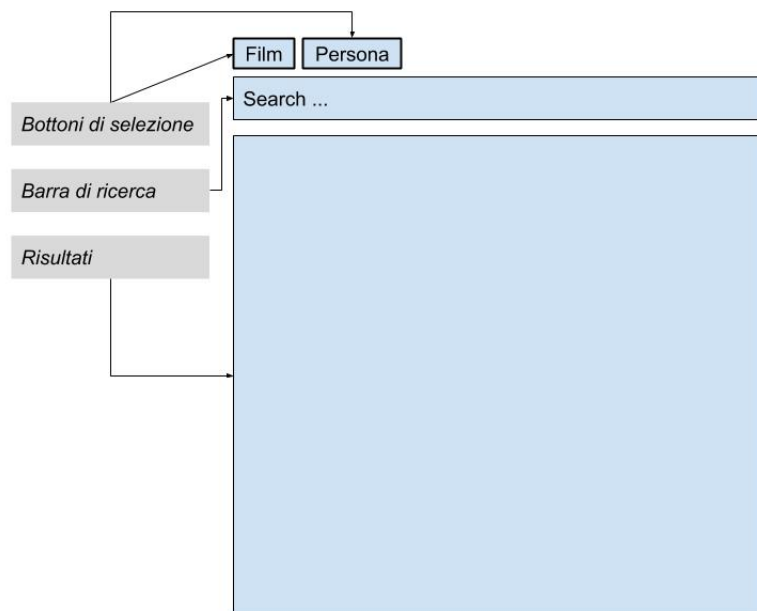 Film
Persona
Search ...
Bottoni di selezione
Barra di ricerca
Risultati